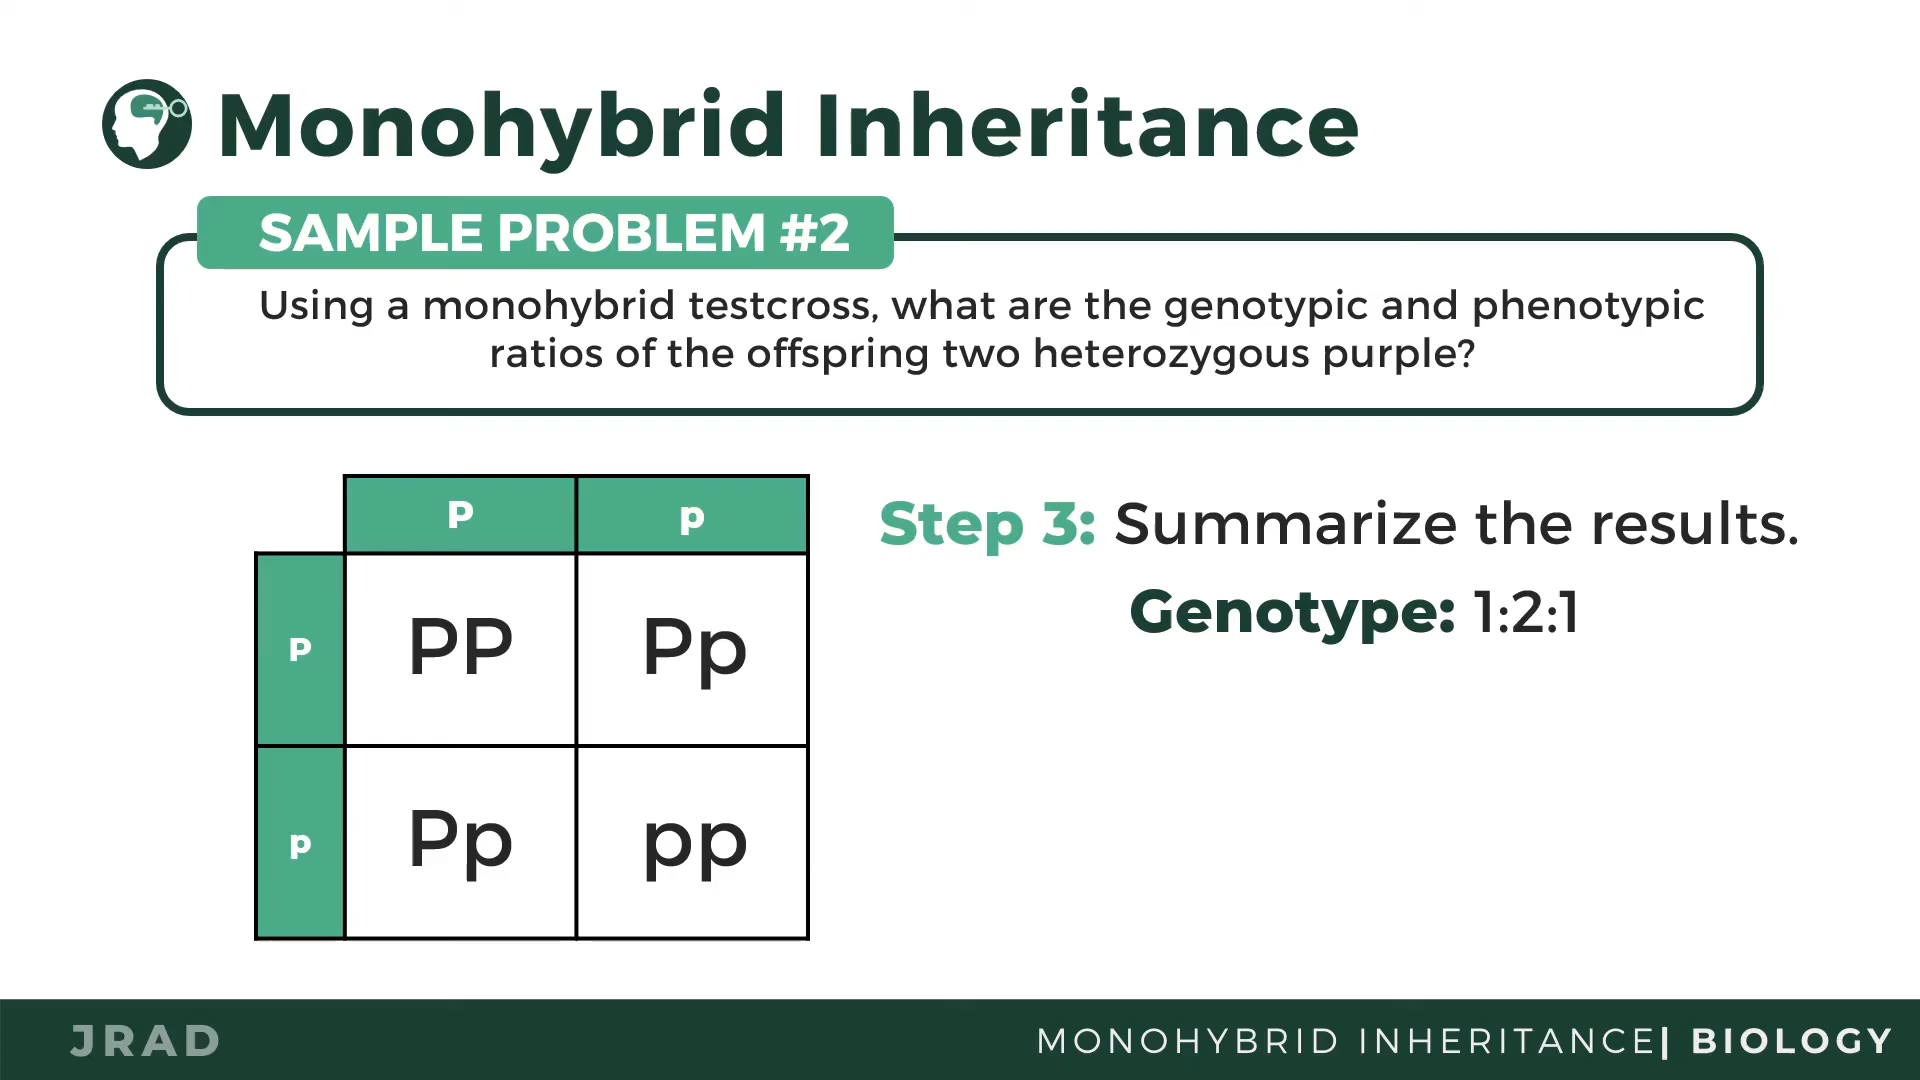 Monohybrid Inheritance
SAMPLE PROBLEM #2
Using a monohybrid testcross, what are the genotypic and phenotypic
ratios of the offspring two heterozygous purple?
P p
P PP Pp
p Pp pp
Step 3: Summarize the results.
Genotype: 1:2:1
JRAD
MONOHYBRID INHERITANCE| BIOLOGY